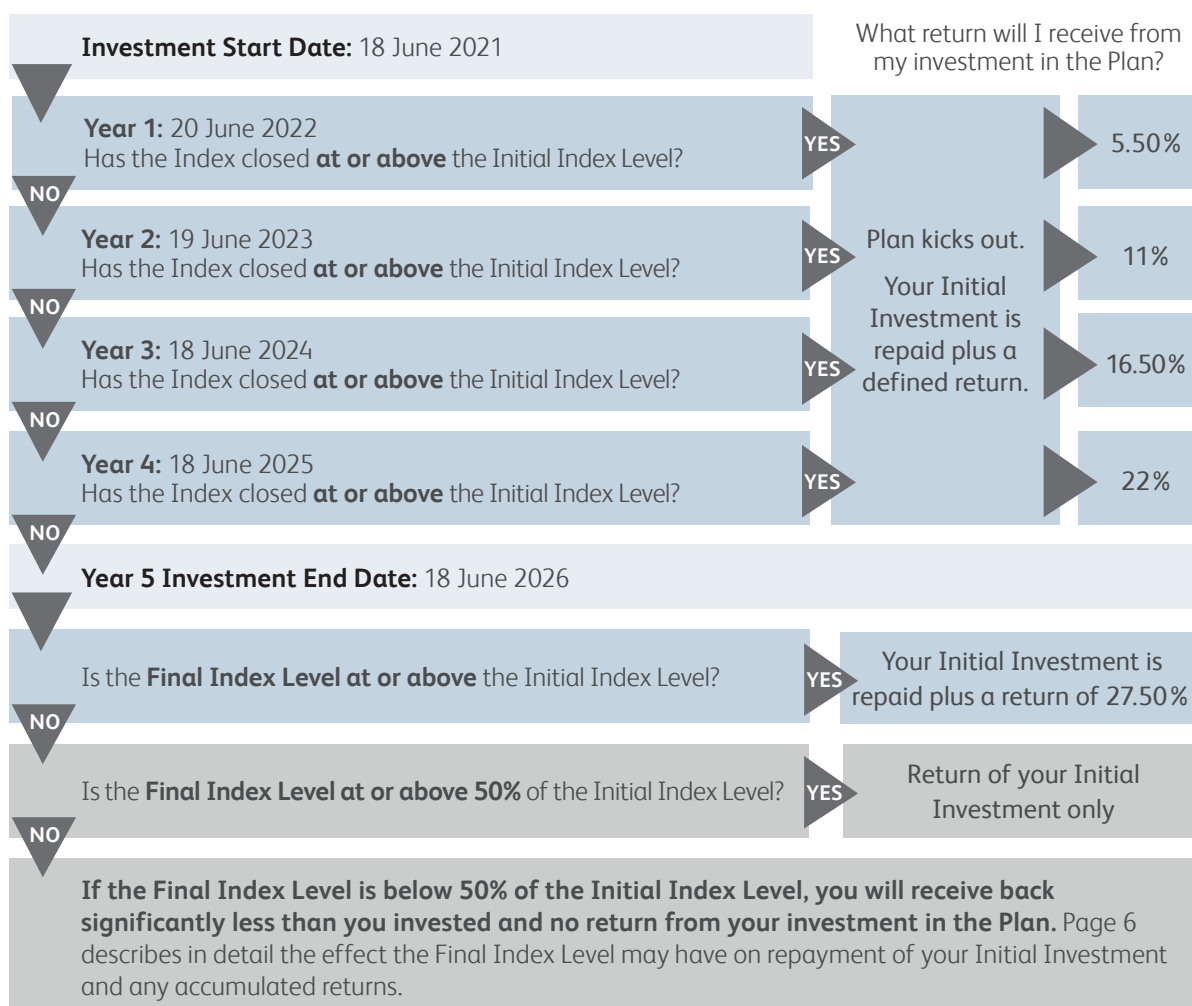 Investment Start Date: 18 June 2021
What return will I receive from
my investment in the Plan?
Year 1: 20 June 2022
Has the Index closed at or above the Initial Index Level?
YES
5.50%
NO
Year 2: 19 June 2023
Has the Index closed at or above the Initial Index Level?
YES
Plan kicks out.
Your Initial
Investment is
repaid plus a
defined return.
11%
NO
Year 3: 18 June 2024
Has the Index closed at or above the Initial Index Level?
YES
16.50%
NO
Year 4: 18 June 2025
Has the Index closed at or above the Initial Index Level?
YES
22%
NO
Year 5 Investment End Date: 18 June 2026
Is the Final Index Level at or above the Initial Index Level?
YES
Your Initial Investment is
repaid plus a return of 27.50%
NO
Is the Final Index Level at or above 50% of the Initial Index Level?
YES
Return of your Initial
Investment only
NO
If the Final Index Level is below 50% of the Initial Index Level, you will receive back
significantly less than you invested and no return from your investment in the Plan. Page 6
describes in detail the effect the Final Index Level may have on repayment of your Initial Investment
and any accumulated returns.